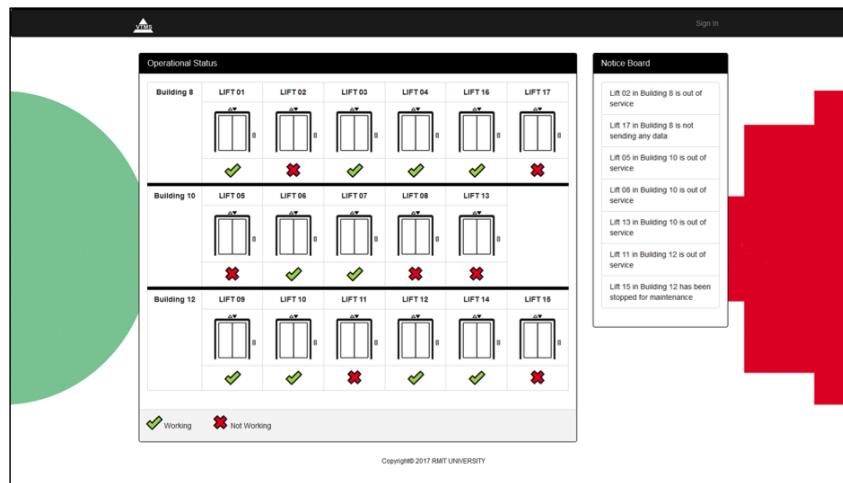 VTMS
Sign In
Operational Status
Building 8 LIFT 01 LIFT 02 LIFT 03 LIFT 04 LIFT 16 LIFT 17
Building 10 LIFT 05 LIFT 06 LIFT 07 LIFT 08 LIFT 13
Building 12 LIFT 09 LIFT 10 LIFT 11 LIFT 12 LIFT 14 LIFT 15
Working Not Working
Notice Board
Lift 02 in Building 8 is out of
service
Lift 17 in Building 8 is not
sending any data
Lift 05 in Building 10 is out of
service
Lift 08 in Building 10 is out of
service
Lift 13 in Building 10 is out of
service
Lift 11 in Building 12 is out of
service
Lift 15 in Building 12 has been
stopped for maintenance
Copyright© 2017 RMIT UNIVERSITY